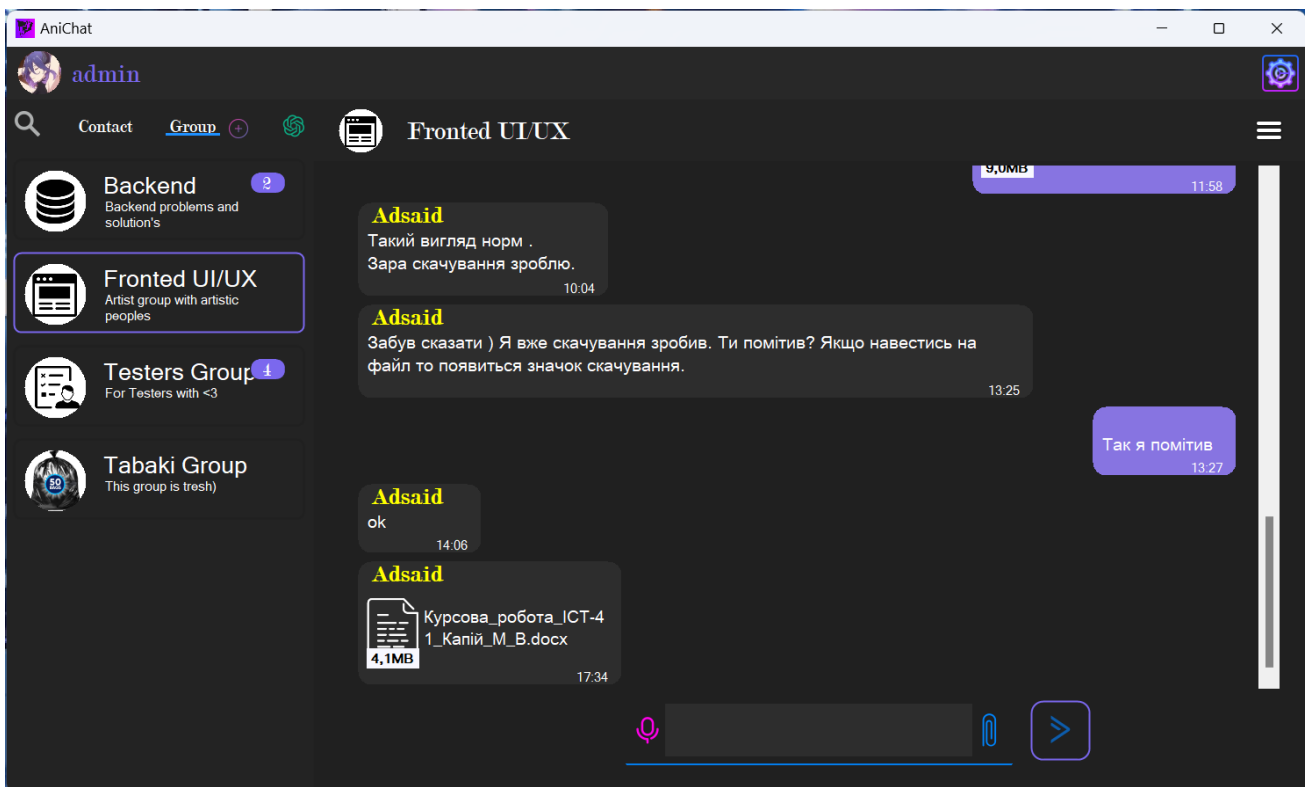 AniChat
admin
Contact Group
Fronted UI/UX
Backend
2
Backend problems and
solution's
Fronted UI/UX
Artist group with artistic
peoples
Testers Group
4
For Testers with <3
50
Tabaki Group
This group is tresh)
9,0MB
11:58
Adsaid
Такий вигляд норм .
Зара скачування зроблю.
10:04
Adsaid
Забув сказати ) Я вже скачування зробив. Ти помітив? Якщо навестись на
файл то появиться значок скачування.
13:25
Так я помітив
13:27
Adsaid
ok
14:06
Adsaid
Курсова_робота_ІСТ-4
1_Капій_М_В.docx
4,1MB
17:34